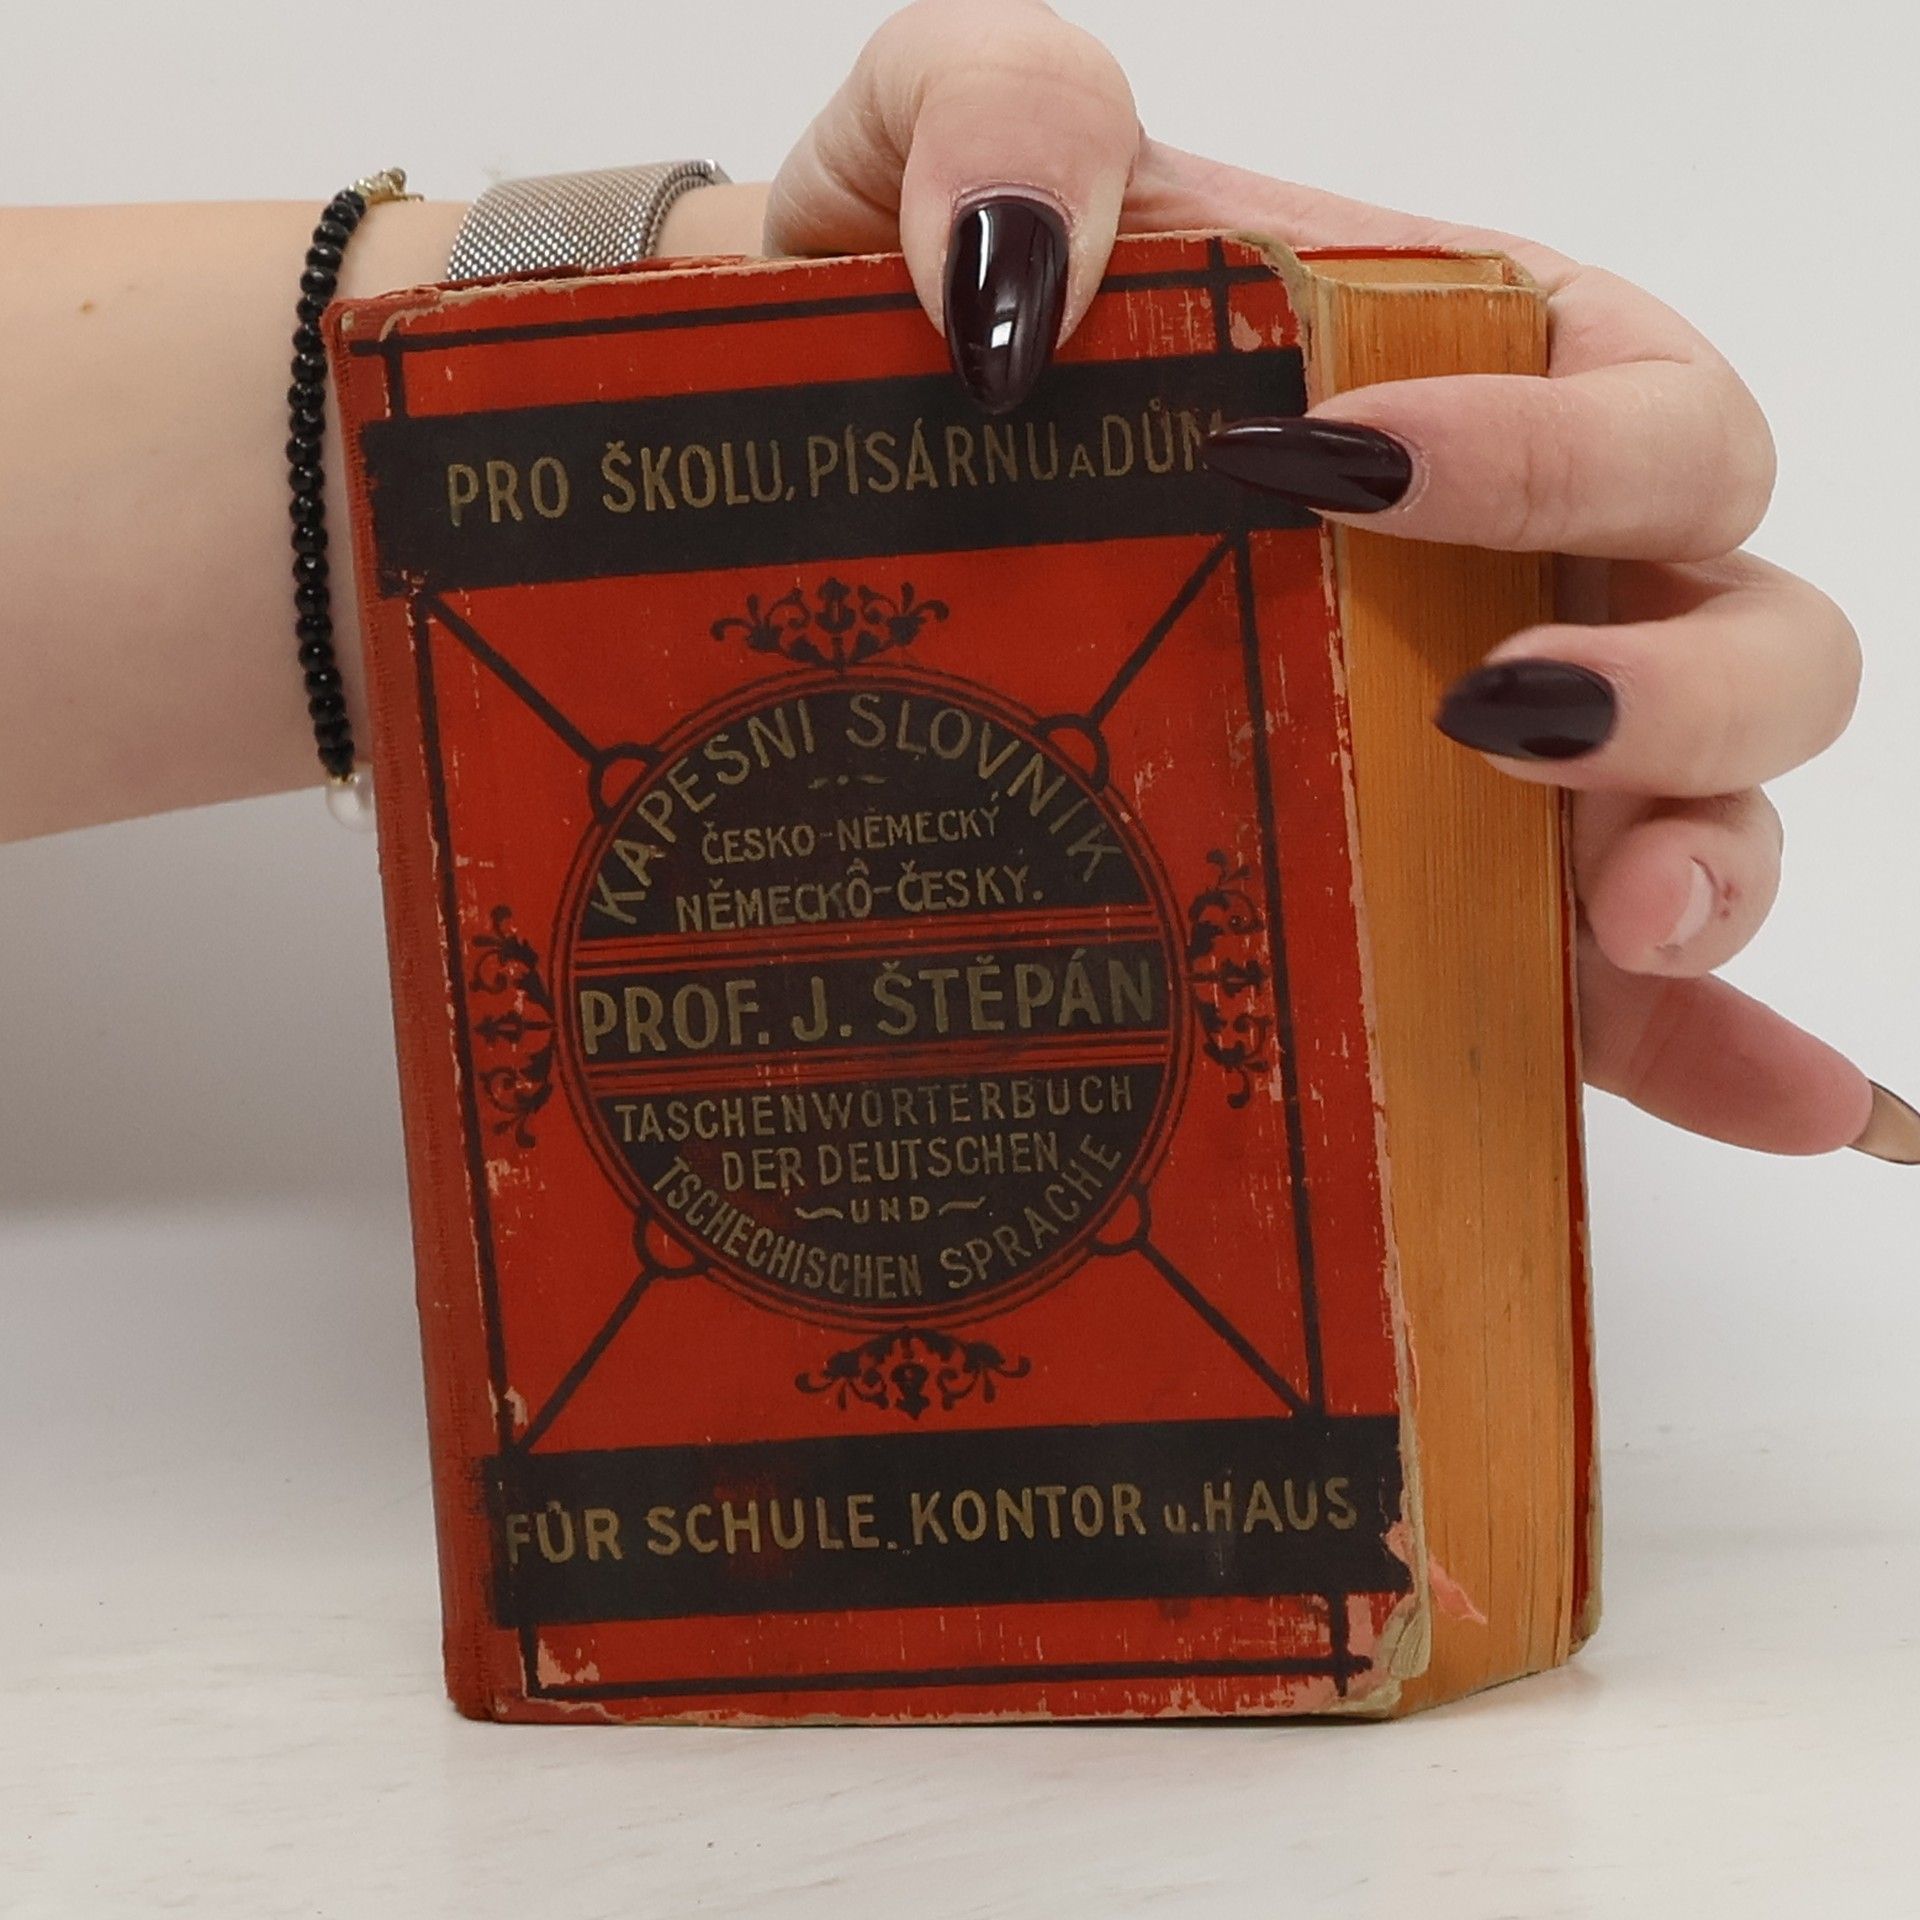 PRO ŠKOLU, PÍSÁRNU A DŮM
KAPESNÍ SLOVNÍK
ČESKO-NĚMECKÝ
NĚMECKO-ČESKÝ.
PROF. J. ŠTĚPÁN
TASCHENWÖRTERBUCH
DER DEUTSCHEN
UND
TSCHECHISCHEN SPRACHE
FÜR SCHULE, KONTOR u. HAUS